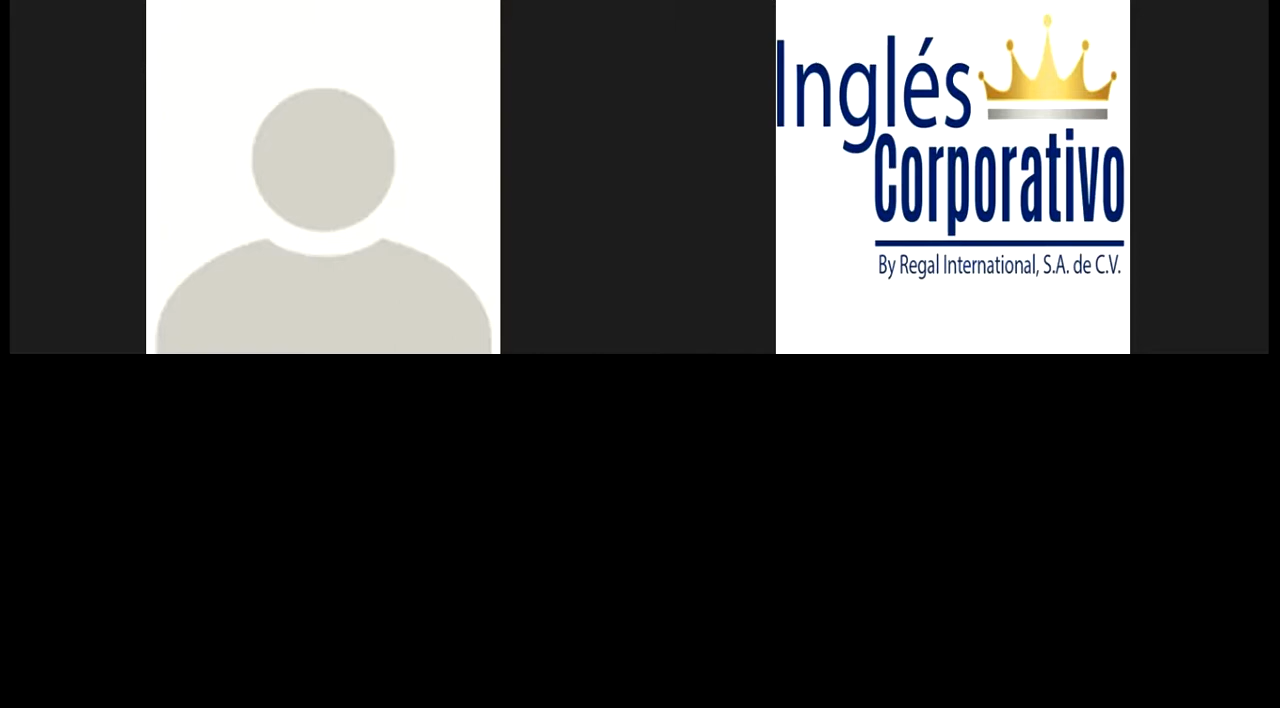 Inglés
Corporativo
By Regal International, S.A. de C.V.